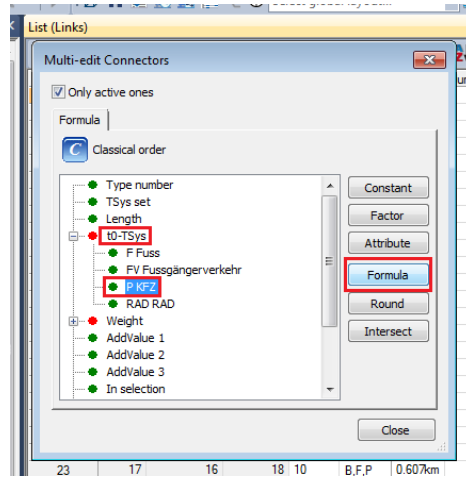 List (Links)
Multi-edit Connectors
Only active ones
Formula
C Classical order
Type number
TSys set
Length
t0-TSys
F Fuss
FV Fussgängerverkehr
P KFZ
RAD RAD
Weight
AddValue 1
AddValue 2
AddValue 3
In selection
Constant
Factor
Attribute
Formula
Round
Intersect
Close
23 17 16 18 10 B,F,P 0.607km